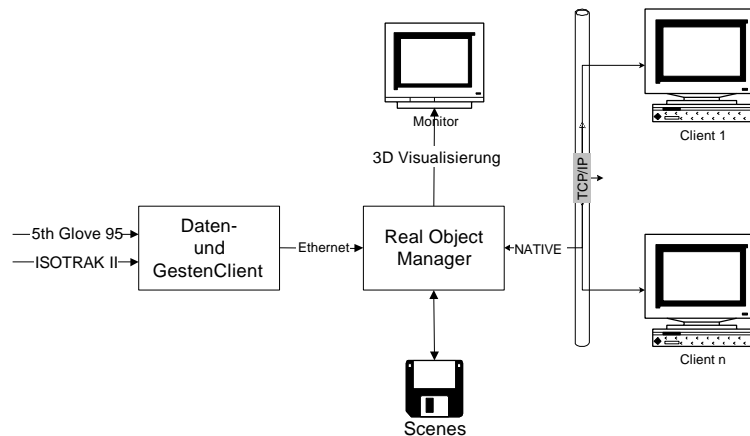 Monitor
3D Visualisierung
Client 1
TCP/IP
5th Glove 95
ISOTRAK II
Daten-
und
GestenClient
Ethernet
Real Object
Manager
NATIVE
Client n
Scenes